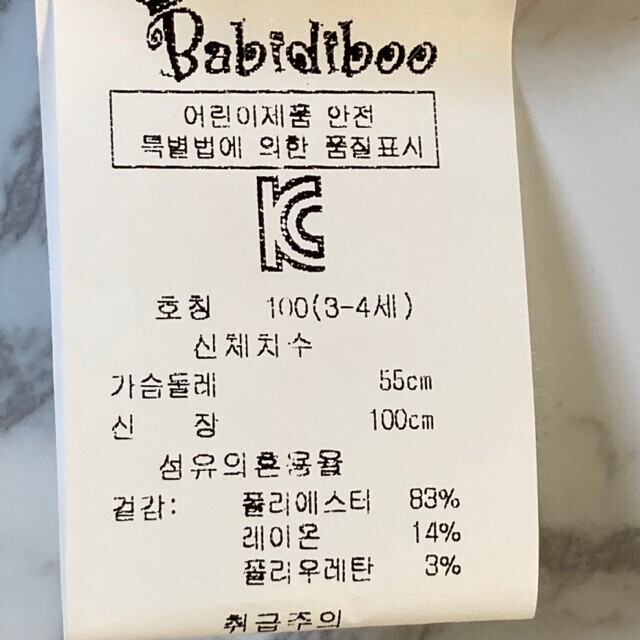 Babidiboo
어린이제품 안전
특별법에 의한 품질표시
KC
호칭 100(3-4세)
신체치수
가슴둘레 55cm
신 장 100cm
섬유의혼용율
겉감: 폴리에스터 83%
레이온 14%
폴리우레탄 3%
취급주의